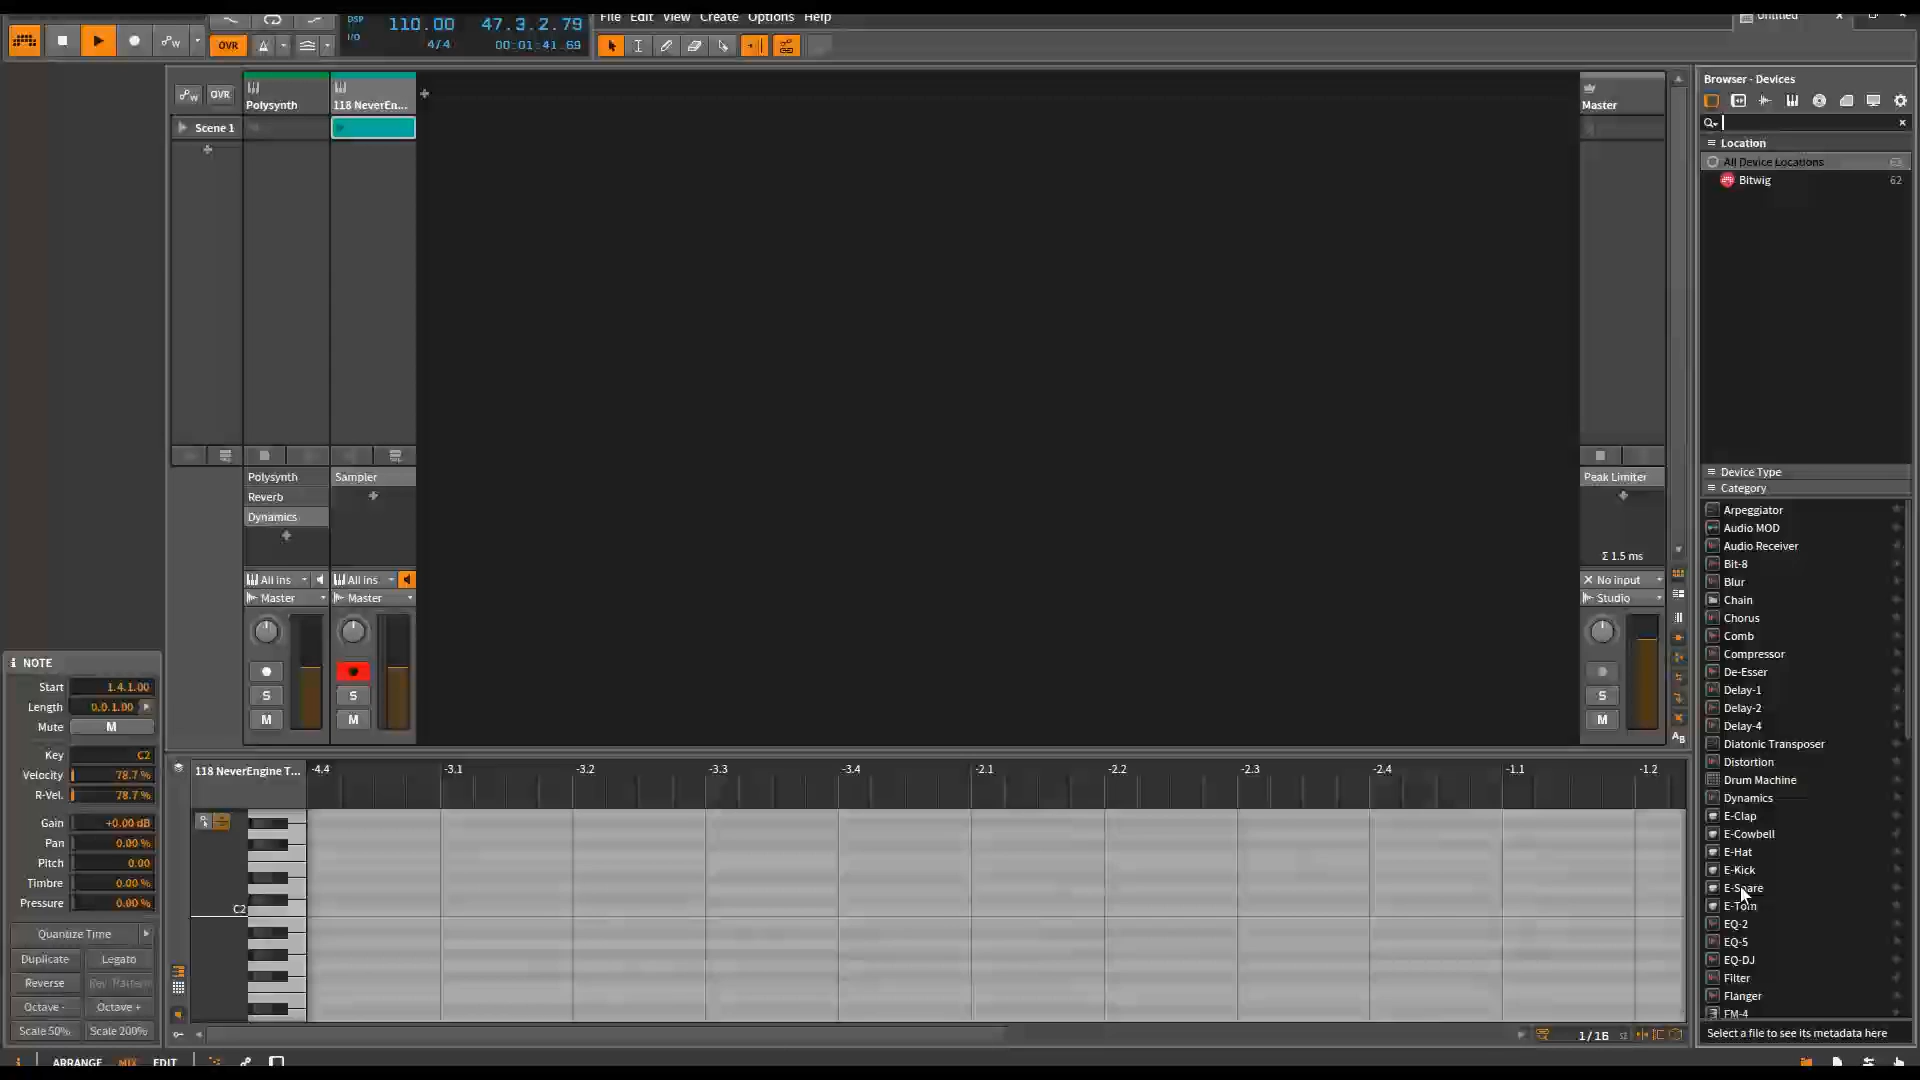 DSP
I/O
110.00
4/4
47.3.2.79
00:01:41.69
File Edit View Create Options Help
Untitled
OVR
OVR
Polysynth
118 NeverEn...
Master
Scene 1
Polysynth
Reverb
Dynamics
Sampler
Peak Limiter
Σ 1.5 ms
All ins
All ins
No input
Master
Master
Studio
S
S
S
M
M
M
A B
NOTE
Start 1.4.1.00
Length 0.0.1.00
Mute M
Key C2
Velocity 78.7 %
R-Vel. 78.7 %
Gain +0.00 dB
Pan 0.00 %
Pitch 0.00
Timbre 0.00 %
Pressure 0.00 %
Quantize Time
Duplicate Legato
Reverse Rev. Pattern
Octave - Octave +
Scale 50% Scale 200%
118 NeverEngine T...
-4.4 -3.1 -3.2 -3.3 -3.4 -2.1 -2.2 -2.3 -2.4 -1.1 -1.2
C2
1/16
ARRANGE MIX EDIT
Browser - Devices
Location
All Device Locations
Bitwig 62
Device Type
Category
Arpeggiator
Audio MOD
Audio Receiver
Bit-8
Blur
Chain
Chorus
Comb
Compressor
De-Esser
Delay-1
Delay-2
Delay-4
Diatonic Transposer
Distortion
Drum Machine
Dynamics
E-Clap
E-Cowbell
E-Hat
E-Kick
E-Snare
E-Tom
EQ-2
EQ-5
EQ-DJ
Filter
Flanger
FM-4
Select a file to see its metadata here